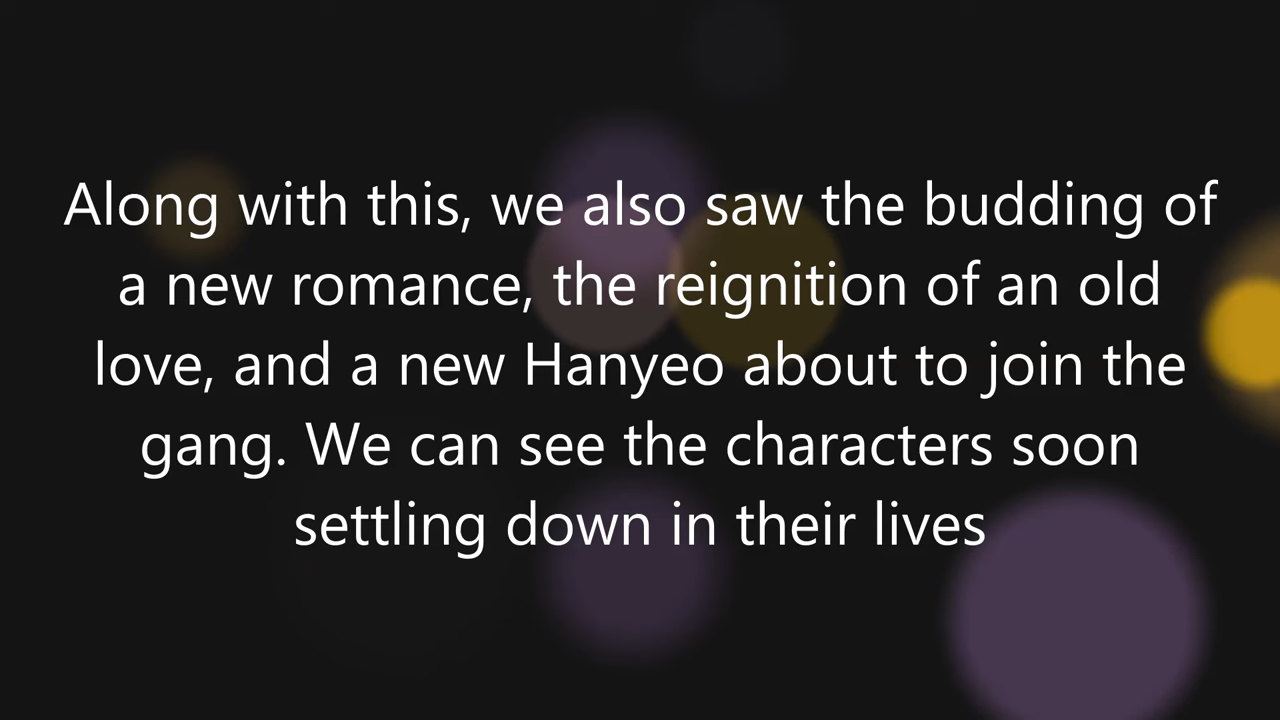 Along with this, we also saw the budding of
a new romance, the reignition of an old
love, and a new Hanyeo about to join the
gang. We can see the characters soon
settling down in their lives